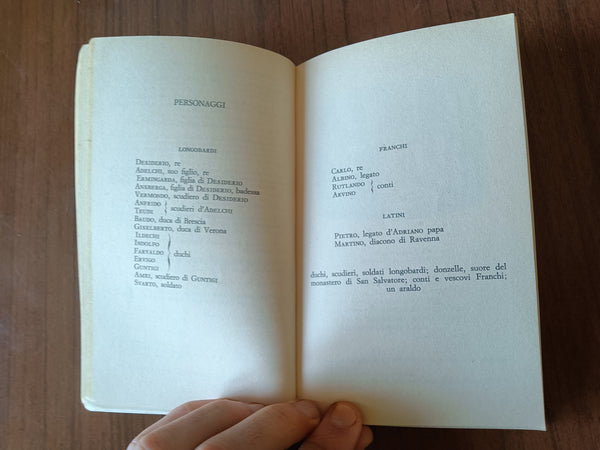 PERSONAGGI
LONGOBARDI
DESIDERIO, re
ADELCHI, suo figlio, re
ERMINGARDA, figlia di DESIDERIO
ANSBERGA, figlia di DESIDERIO, badessa
VERMONDO, scudiero di DESIDERIO
ANFRIDO
TEUDI
scudieri d'ADELCHI
BAUDO, duca di Brescia
GISELBERTO, duca di Verona
ILDECHI
INDOLFO
FARVALDO
ERVIGO
GUNTIGI
duchi
AMRI, scudiero di GUNTIGI
SVARTO, soldato
FRANCHI
CARLO, re
ALBINO, legato
RUTLANDO
ARVINO
conti
LATINI
PIETRO, legato d'ADRIANO papa
MARTINO, diacono di Ravenna
duchi, scudieri, soldati longobardi; donzelle, suore del
monastero di San Salvatore; conti e vescovi Franchi;
un araldo